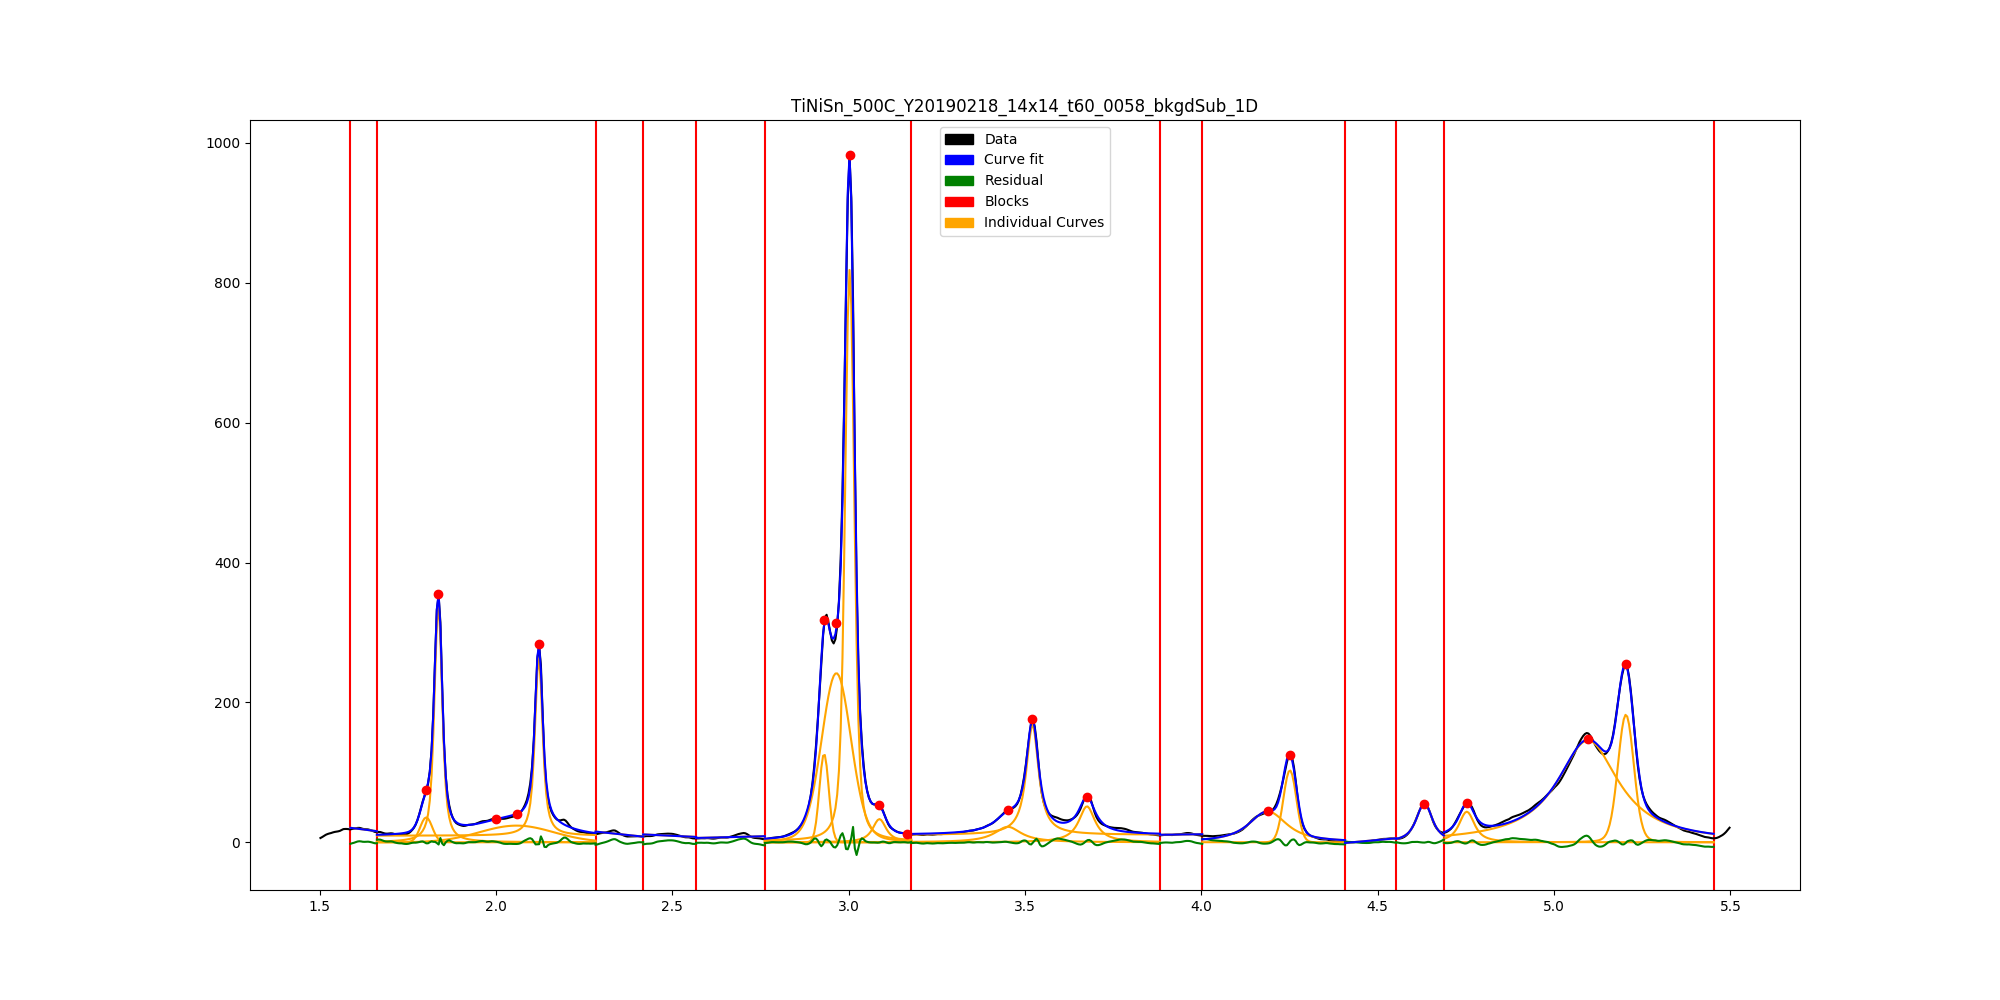 TiNiSn_500C_Y20190218_14x14_t60_0058_bkgdSub_1D
1000
800
600
400
200
0
Data
Curve fit
Residual
Blocks
Individual Curves
1.5 2.0 2.5 3.0 3.5 4.0 4.5 5.0 5.5